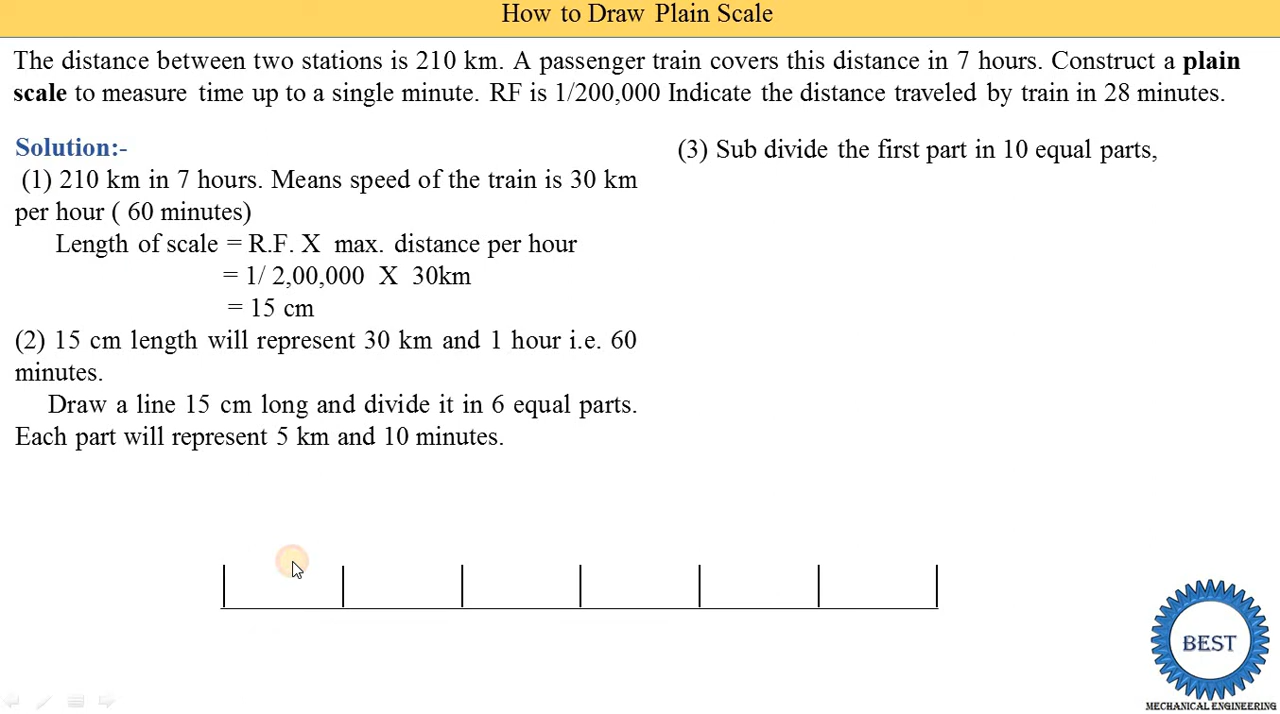 How to Draw Plain Scale
The distance between two stations is 210 km. A passenger train covers this distance in 7 hours. Construct a plain
scale to measure time up to a single minute. RF is 1/200,000 Indicate the distance traveled by train in 28 minutes.
Solution:-
(1) 210 km in 7 hours. Means speed of the train is 30 km
per hour ( 60 minutes)
Length of scale = R.F. X max. distance per hour
= 1/ 2,00,000 X 30km
= 15 cm
(2) 15 cm length will represent 30 km and 1 hour i.e. 60
minutes.
Draw a line 15 cm long and divide it in 6 equal parts.
Each part will represent 5 km and 10 minutes.
(3) Sub divide the first part in 10 equal parts,
BEST
MECHANICAL ENGINEERING